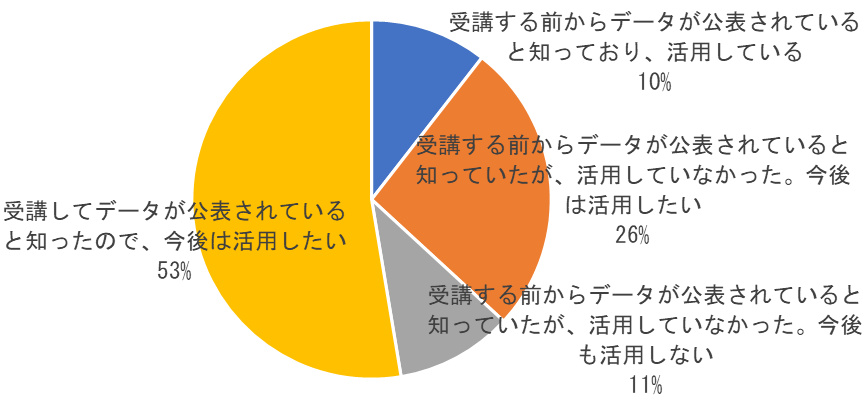 受講する前からデータが公表されている
と知っており、活用している
10%
受講する前からデータが公表されていると
知っていたが、活用していなかった。今後
は活用したい
26%
受講してデータが公表されている
と知ったので、今後は活用したい
53%
受講する前からデータが公表されていると
知っていたが、活用していなかった。今後
も活用しない
11%